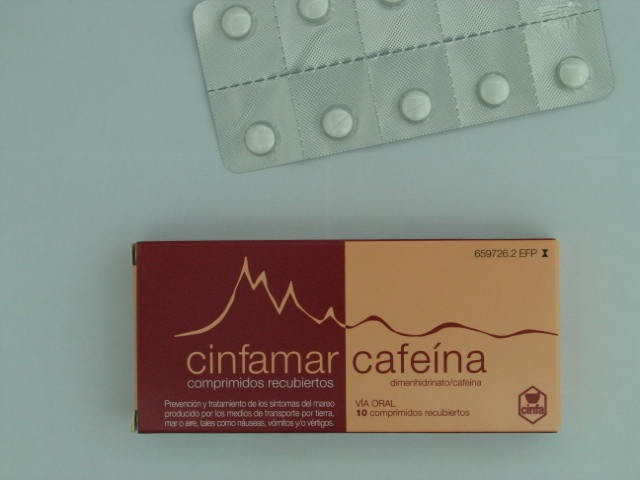 659726.2 EFP
cinfamar cafeína
comprimidos recubiertos
dimenhidrinato/cafeína
Prevención y tratamiento de los síntomas del mareo
producido por los medios de transporte por tierra,
mar o aire, tales como náuseas, vómitos y/o vértigos.
VÍA ORAL
10 comprimidos recubiertos
cinfa